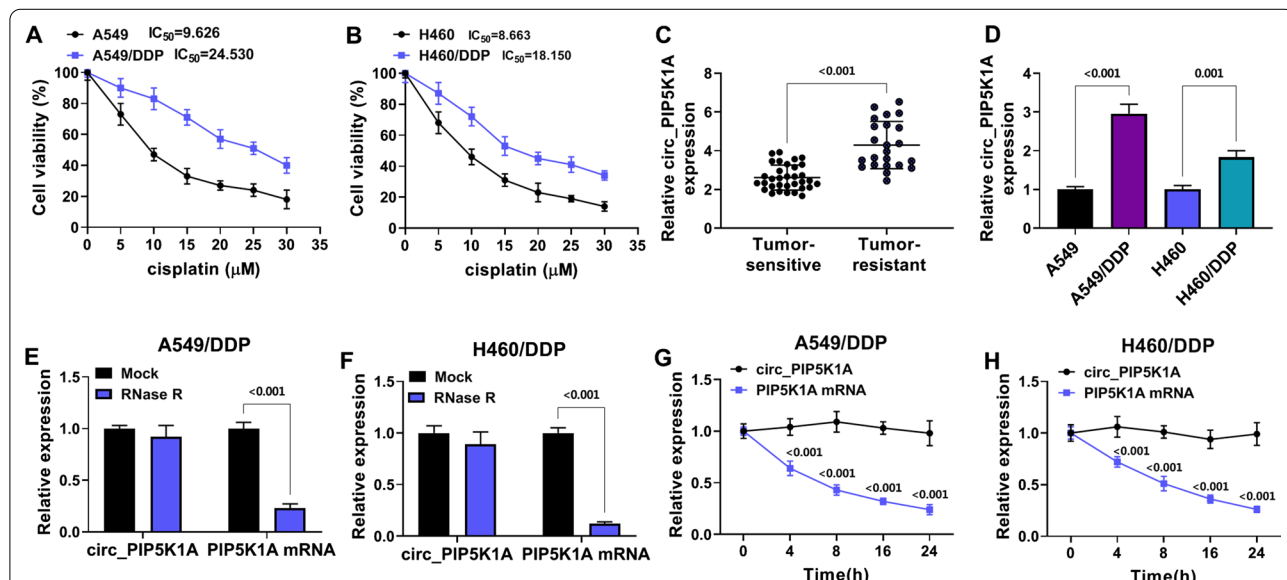 A
A549 IC50=9.626
A549/DDP IC50=24.530
Cell viability (%)
100
80
60
40
20
0
0 5 10 15 20 25 30 35
cisplatin (μM)
B
H460 IC50=8.663
H460/DDP IC50=18.150
Cell viability (%)
100
80
60
40
20
0
0 5 10 15 20 25 30 35
cisplatin (μM)
C
Relative circ_PIP5K1A
expression
8
6
4
2
0
<0.001
Tumor-
sensitive
Tumor-
resistant
D
Relative circ_PIP5K1A
expression
4
3
2
1
0
<0.001
0.001
A549
A549/DDP
H460
H460/DDP
E
A549/DDP
Mock
RNase R
Relative expression
1.5
1.0
0.5
0.0
<0.001
circ_PIP5K1A PIP5K1A mRNA
F
H460/DDP
Mock
RNase R
Relative expression
1.5
1.0
0.5
0.0
<0.001
circ_PIP5K1A PIP5K1A mRNA
G
A549/DDP
circ_PIP5K1A
PIP5K1A mRNA
Relative expression
1.5
1.0
0.5
0.0
<0.001
<0.001
<0.001
<0.001
0 4 8 16 24
Time(h)
H
H460/DDP
circ_PIP5K1A
PIP5K1A mRNA
Relative expression
1.5
1.0
0.5
0.0
<0.001
<0.001
<0.001
<0.001
0 4 8 16 24
Time(h)